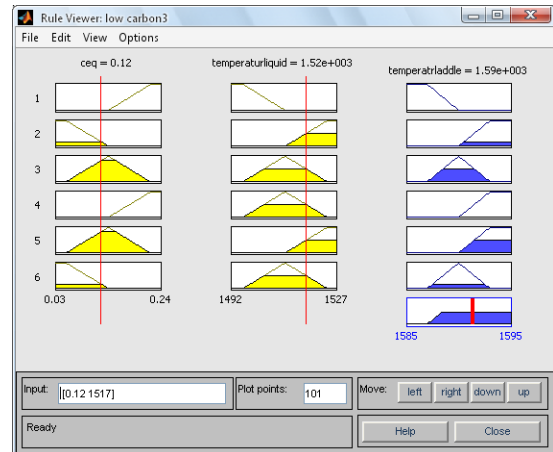 Rule Viewer: low carbon3
File Edit View Options
ceq = 0.12
temperaturliquid = 1.52e+003
temperatrladdle = 1.59e+003
1
2
3
4
5
6
0.03 0.24
1492 1527
1585 1595
Input: [0.12 1517]
Plot points: 101
Move: left right down up
Ready
Help Close